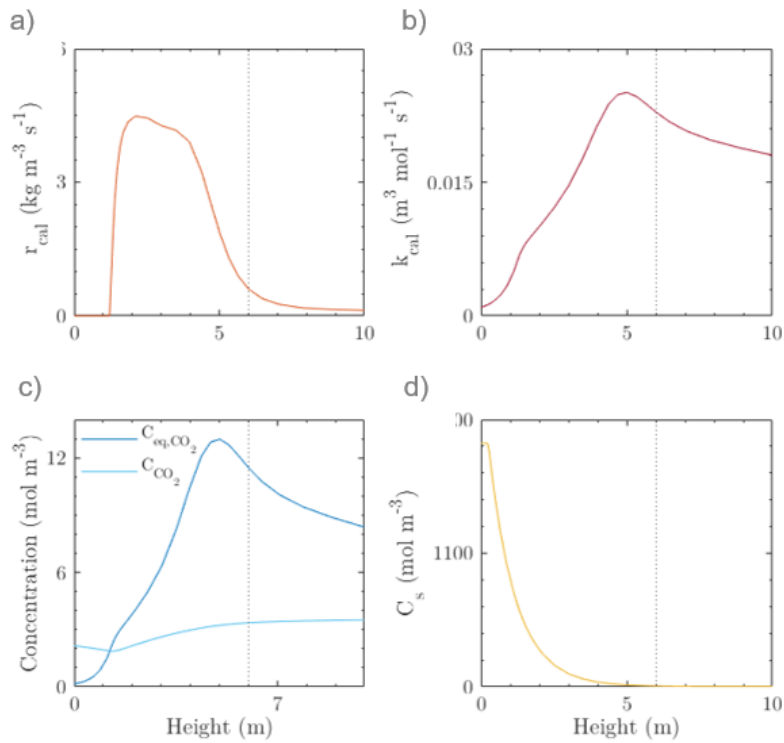 a)
r_cal (kg m⁻³ s⁻¹)
3
0
0 5 10
b)
k_cal (m³ mol⁻¹ s⁻¹)
03
0.015
0
0 5 10
c)
Concentration (mol m⁻³)
12
6
0
C_eq,CO₂
C_CO₂
0 7
Height (m)
d)
C_s (mol m⁻³)
1100
0
0 5 10
Height (m)